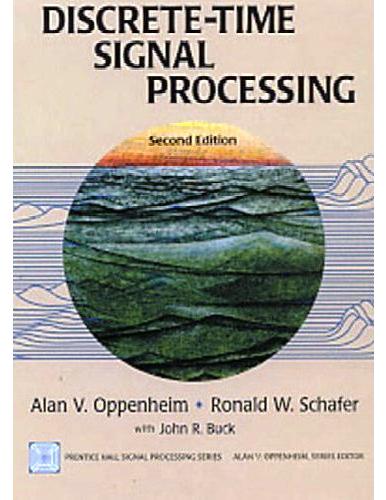 DISCRETE-TIME
SIGNAL
PROCESSING
Second Edition
Alan V. Oppenheim • Ronald W. Schafer
with John R. Buck
PRENTICE HALL SIGNAL PROCESSING SERIES ALAN V. OPPENHEIM, SERIES EDITOR